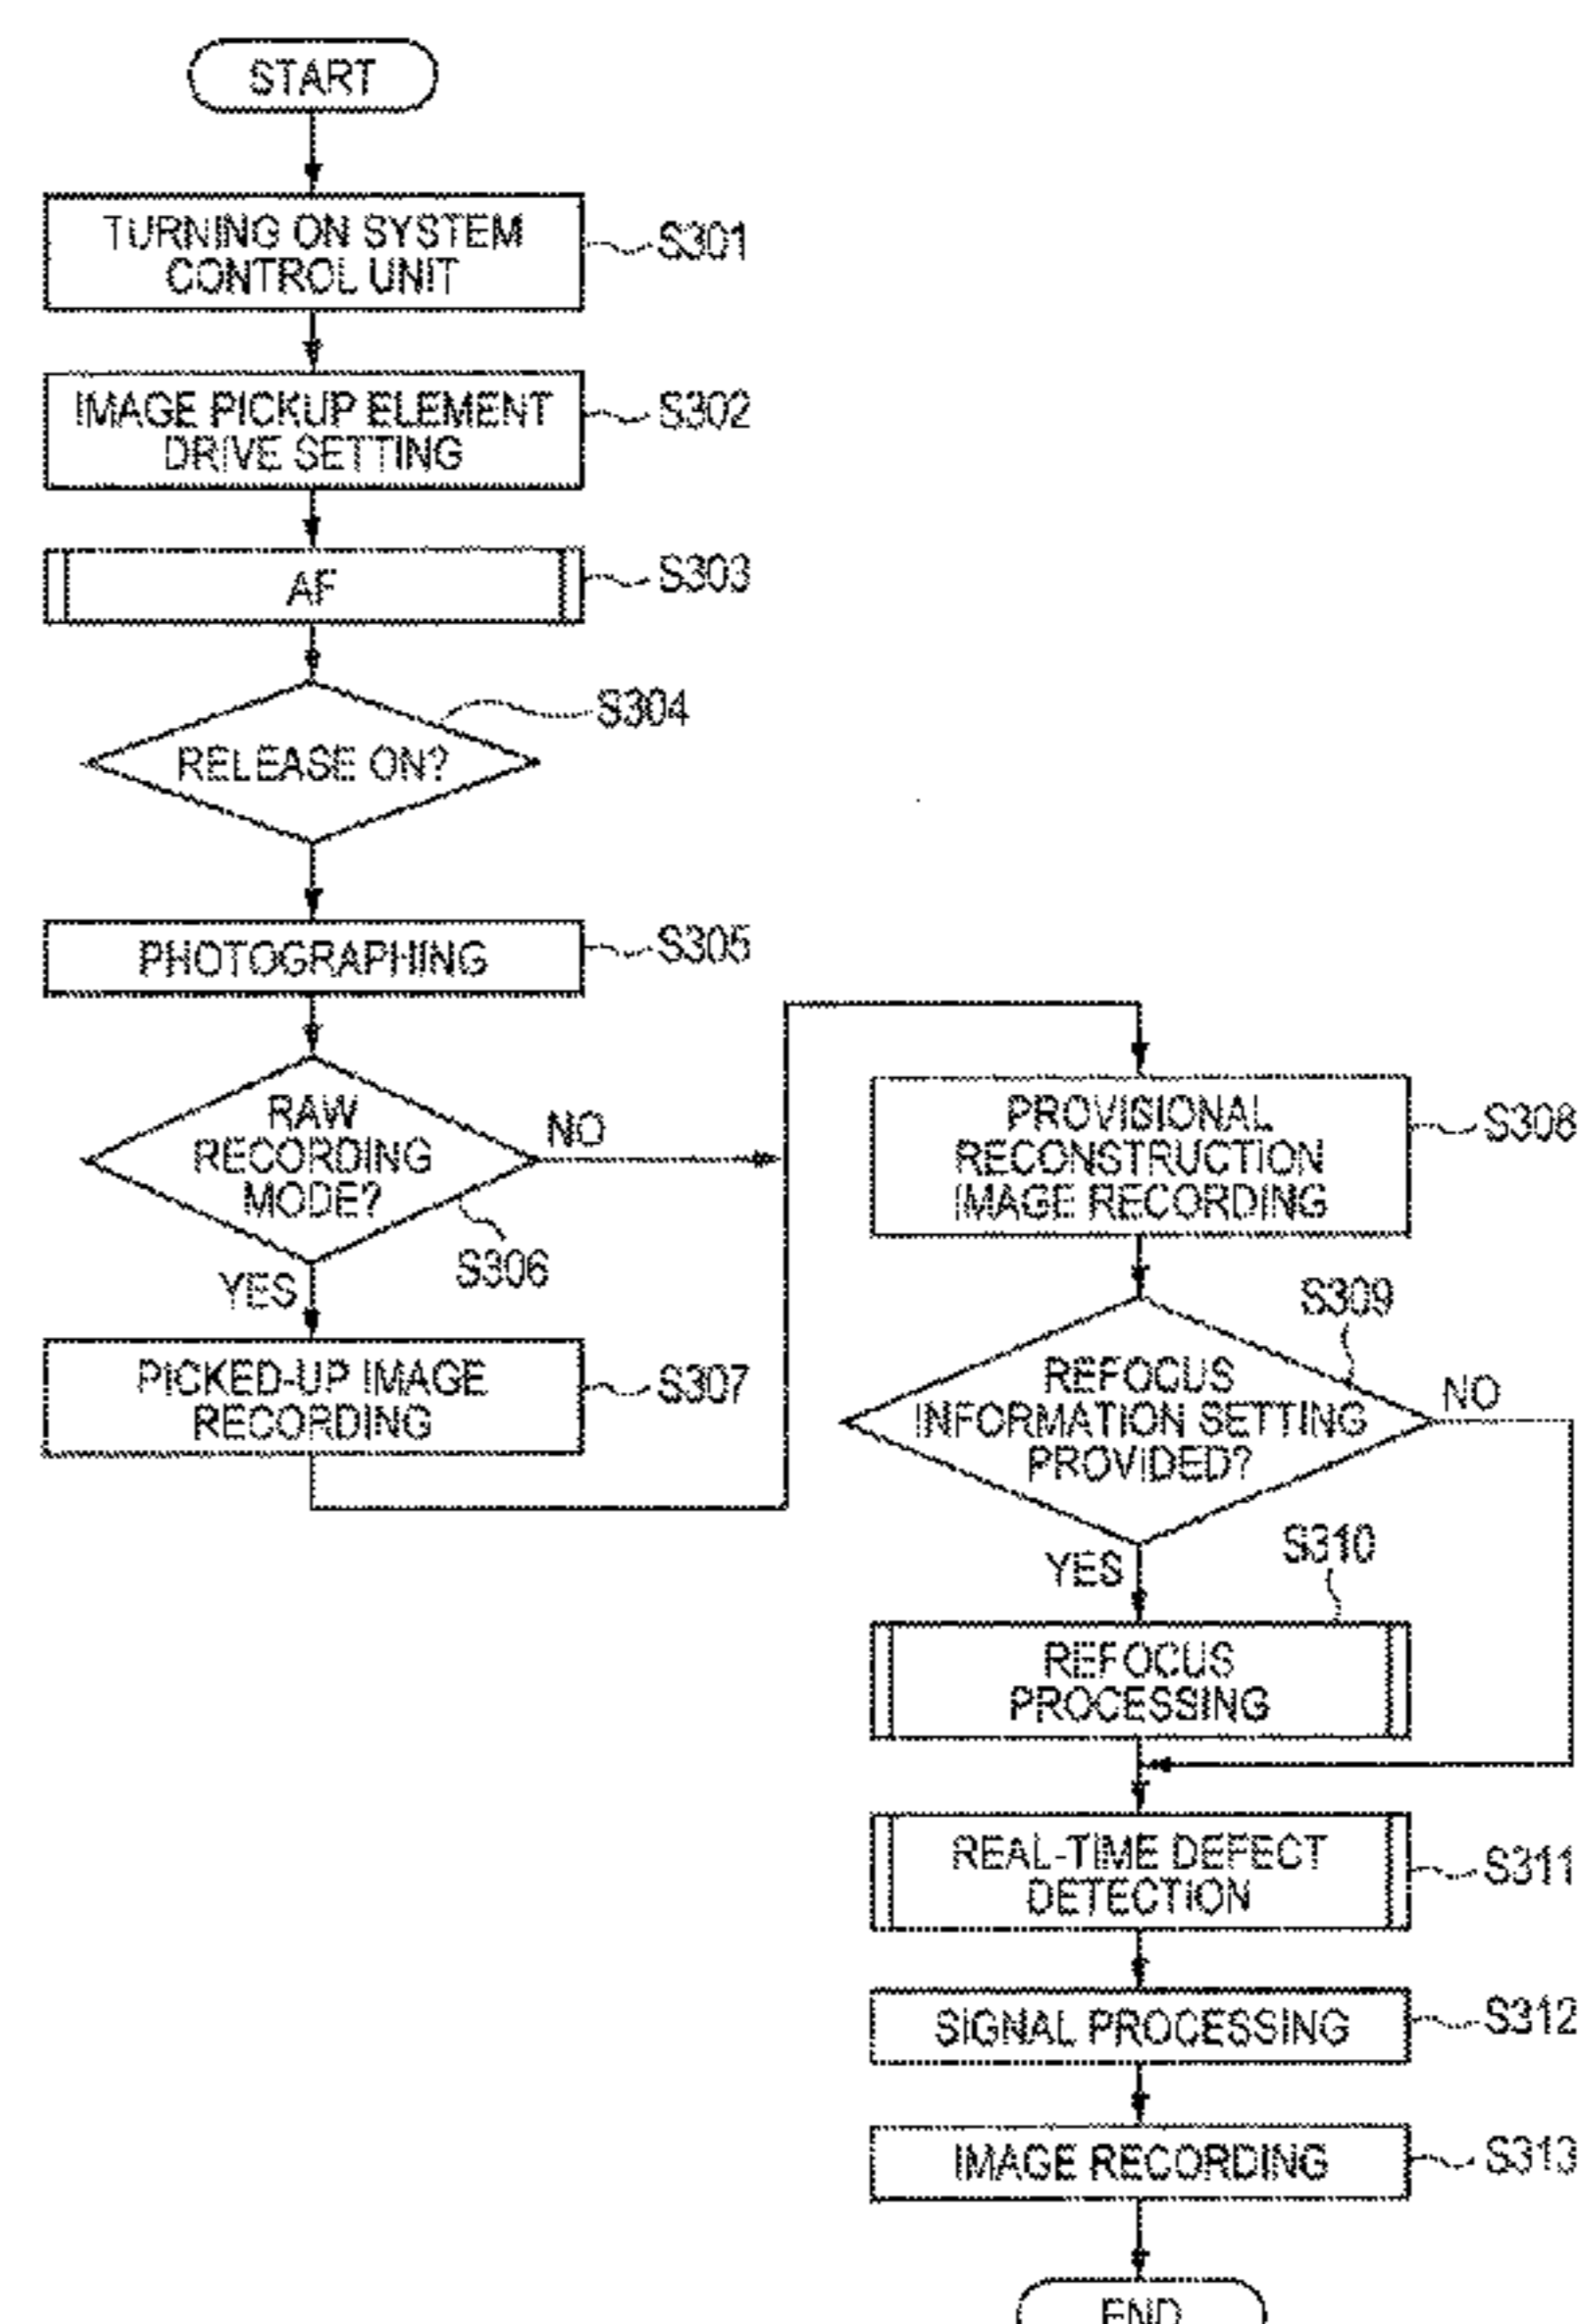 START
TURNING ON SYSTEM
CONTROL UNIT
S301
IMAGE PICKUP ELEMENT
DRIVE SETTING
S302
AF
S303
S304
RELEASE ON?
PHOTOGRAPHING
S305
RAW
RECORDING
MODE?
NO
S306
YES
PICKED-UP IMAGE
RECORDING
S307
PROVISIONAL
RECONSTRUCTION
IMAGE RECORDING
S308
S309
REFOCUS
INFORMATION SETTING
PROVIDED?
NO
YES
S310
REFOCUS
PROCESSING
REAL-TIME DEFECT
DETECTION
S311
SIGNAL PROCESSING
S312
IMAGE RECORDING
S313
END